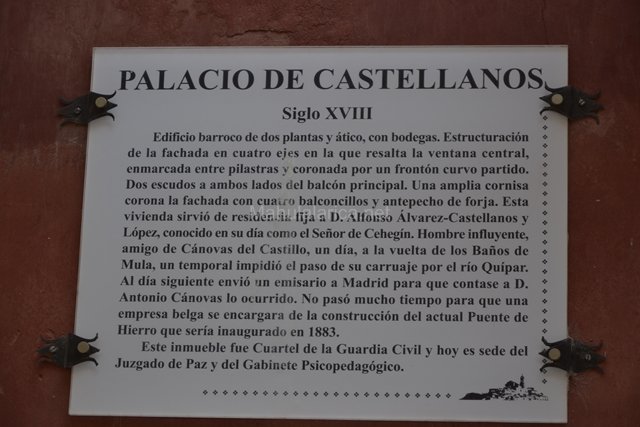 PALACIO DE CASTELLANOS
Siglo XVIII
Edificio barroco de dos plantas y ático, con bodegas. Estructuración
de la fachada en cuatro ejes en la que resalta la ventana central,
enmarcada entre pilastras y coronada por un frontón curvo partido.
Dos escudos a ambos lados del balcón principal. Una amplia cornisa
corona la fachada con cuatro balconcillos y antepecho de forja. Esta
vivienda sirvió de residencia fija a D. Alfonso Álvarez-Castellanos y
López, conocido en su día como el Señor de Cehegín. Hombre influyente,
amigo de Cánovas del Castillo, un día, a la vuelta de los Baños de
Mula, un temporal impidió el paso de su carruaje por el río Quípar.
Al día siguiente envió un emisario a Madrid para que contase a D.
Antonio Cánovas lo ocurrido. No pasó mucho tiempo para que una
empresa belga se encargara de la construcción del actual Puente de
Hierro que sería inaugurado en 1883.
Este inmueble fue Cuartel de la Guardia Civil y hoy es sede del
Juzgado de Paz y del Gabinete Psicopedagógico.